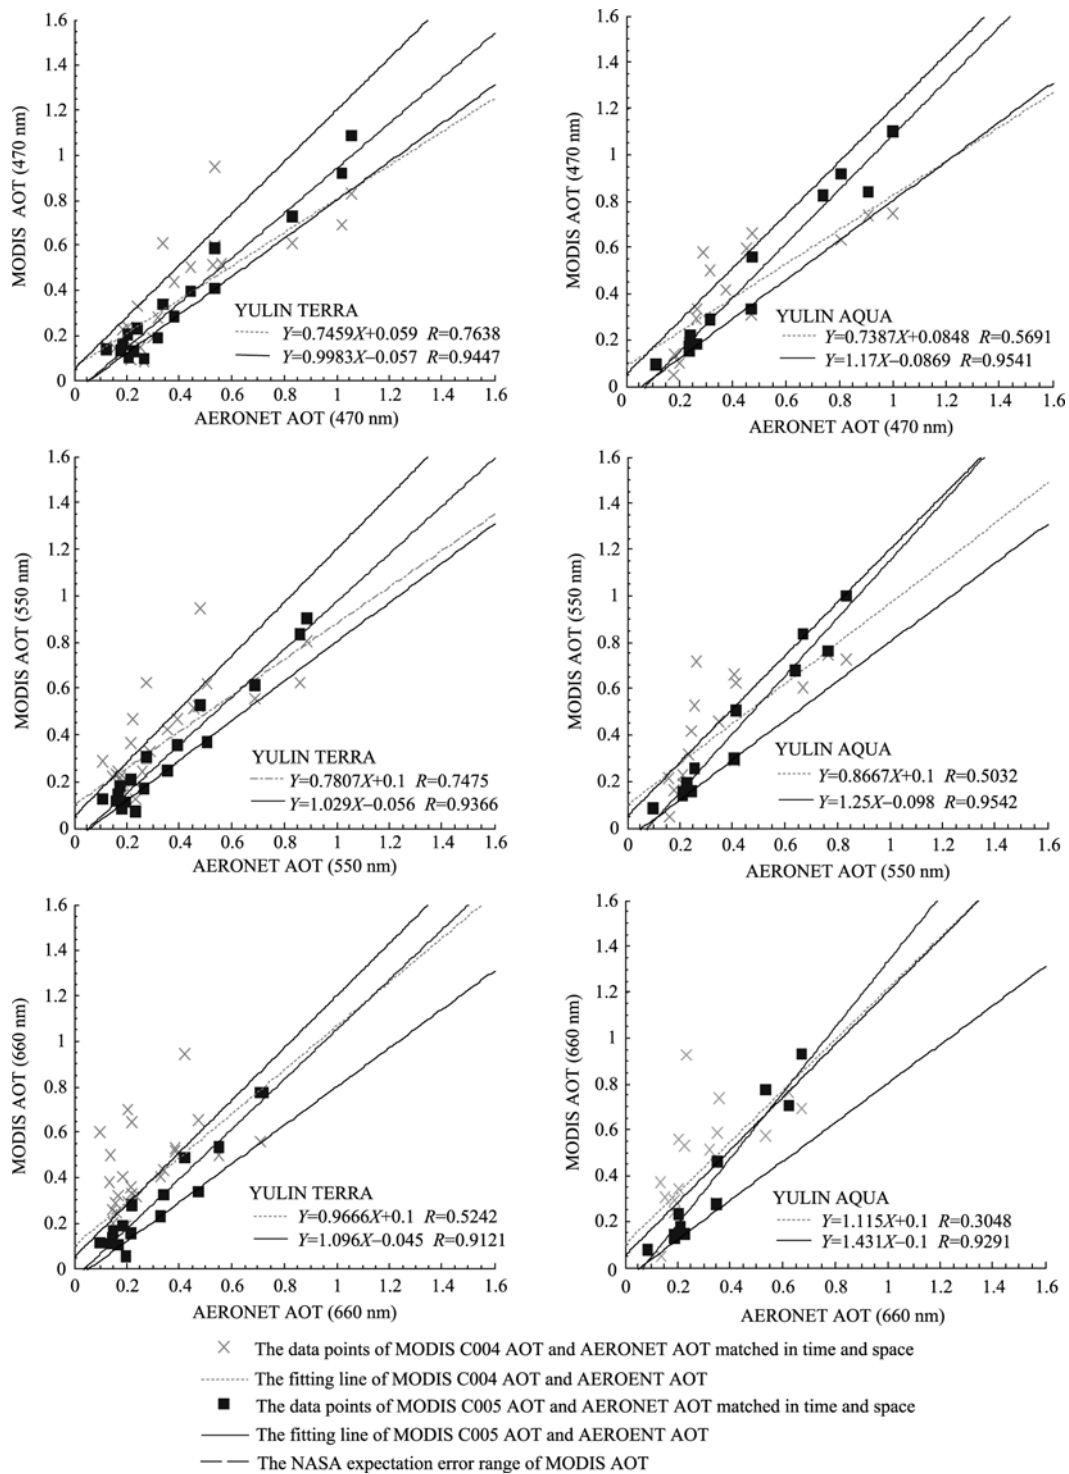 1.6
1.4
1.2
1
0.8
0.6
0.4
0.2
0
MODIS AOT (470 nm)
YULIN TERRA
Y=0.7459X+0.059 R=0.7638
Y=0.9983X−0.057 R=0.9447
0 0.2 0.4 0.6 0.8 1 1.2 1.4 1.6
AERONET AOT (470 nm)
1.6
1.4
1.2
1
0.8
0.6
0.4
0.2
0
MODIS AOT (470 nm)
YULIN AQUA
Y=0.7387X+0.0848 R=0.5691
Y=1.17X−0.0869 R=0.9541
0 0.2 0.4 0.6 0.8 1 1.2 1.4 1.6
AERONET AOT (470 nm)
1.6
1.4
1.2
1
0.8
0.6
0.4
0.2
0
MODIS AOT (550 nm)
YULIN TERRA
Y=0.7807X+0.1 R=0.7475
Y=1.029X−0.056 R=0.9366
0 0.2 0.4 0.6 0.8 1 1.2 1.4 1.6
AERONET AOT (550 nm)
1.6
1.4
1.2
1
0.8
0.6
0.4
0.2
0
MODIS AOT (550 nm)
YULIN AQUA
Y=0.8667X+0.1 R=0.5032
Y=1.25X−0.098 R=0.9542
0 0.2 0.4 0.6 0.8 1 1.2 1.4 1.6
AERONET AOT (550 nm)
1.6
1.4
1.2
1
0.8
0.6
0.4
0.2
0
MODIS AOT (660 nm)
YULIN TERRA
Y=0.9666X+0.1 R=0.5242
Y=1.096X−0.045 R=0.9121
0 0.2 0.4 0.6 0.8 1 1.2 1.4 1.6
AERONET AOT (660 nm)
1.6
1.4
1.2
1
0.8
0.6
0.4
0.2
0
MODIS AOT (660 nm)
YULIN AQUA
Y=1.115X+0.1 R=0.3048
Y=1.431X−0.1 R=0.9291
0 0.2 0.4 0.6 0.8 1 1.2 1.4 1.6
AERONET AOT (660 nm)
The data points of MODIS C004 AOT and AERONET AOT matched in time and space
The fitting line of MODIS C004 AOT and AEROENT AOT
The data points of MODIS C005 AOT and AERONET AOT matched in time and space
The fitting line of MODIS C005 AOT and AEROENT AOT
The NASA expectation error range of MODIS AOT